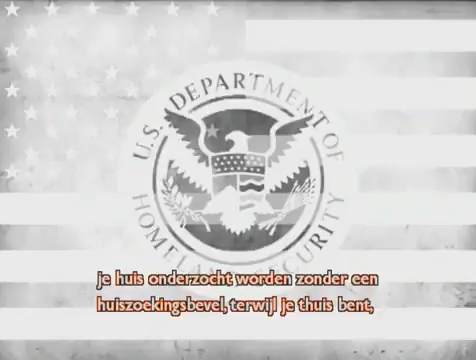 U.S. DEPARTMENT OF
HOMELAND SECURITY
je huis onderzocht worden zonder een
huiszoekingsbevel, terwijl je thuis bent,